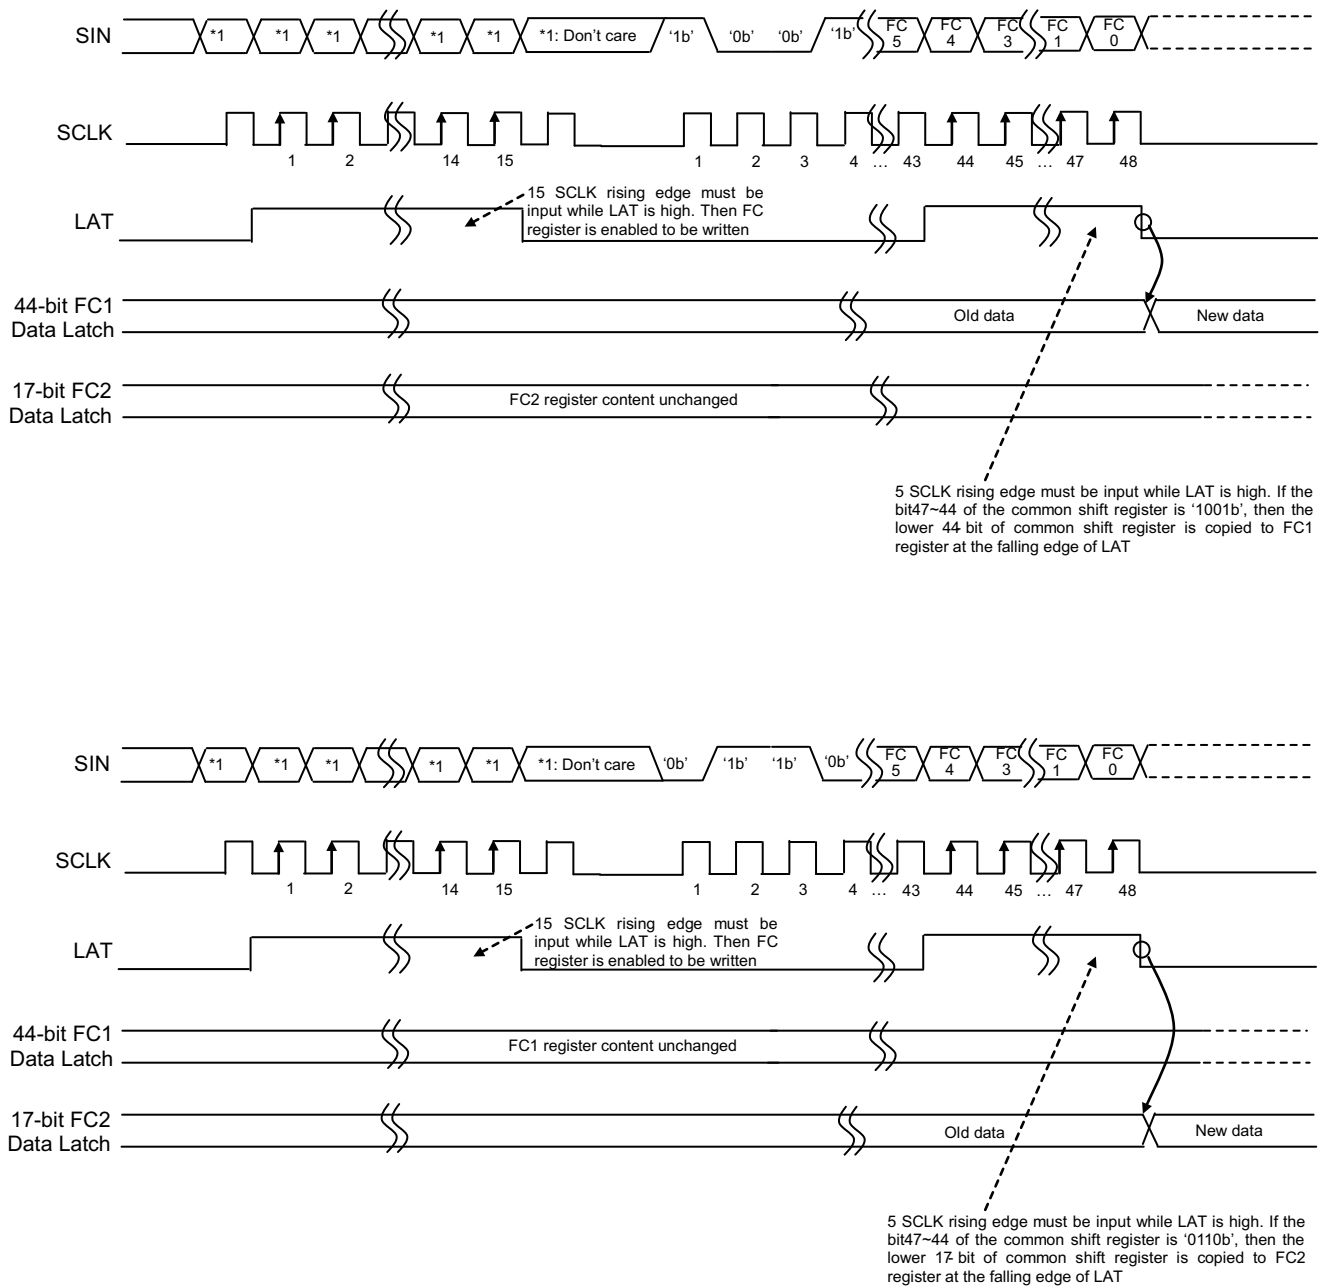 SIN
*1 *1 *1 *1 *1 *1: Don't care '1b' '0b' '0b' '1b' FC 5 FC 4 FC 3 FC 1 FC 0
SCLK
1 2 14 15 1 2 3 4 ... 43 44 45 ... 47 48
LAT
15 SCLK rising edge must be
input while LAT is high. Then FC
register is enabled to be written
44-bit FC1
Data Latch
Old data
New data
17-bit FC2
Data Latch
FC2 register content unchanged
5 SCLK rising edge must be input while LAT is high. If the
bit47~44 of the common shift register is '1001b', then the
lower 44-bit of common shift register is copied to FC1
register at the falling edge of LAT
SIN
*1 *1 *1 *1 *1 *1: Don't care '0b' '1b' '1b' '0b' FC 5 FC 4 FC 3 FC 1 FC 0
SCLK
1 2 14 15 1 2 3 4 ... 43 44 45 ... 47 48
LAT
15 SCLK rising edge must be
input while LAT is high. Then FC
register is enabled to be written
44-bit FC1
Data Latch
FC1 register content unchanged
17-bit FC2
Data Latch
Old data
New data
5 SCLK rising edge must be input while LAT is high. If the
bit47~44 of the common shift register is '0110b', then the
lower 17-bit of common shift register is copied to FC2
register at the falling edge of LAT